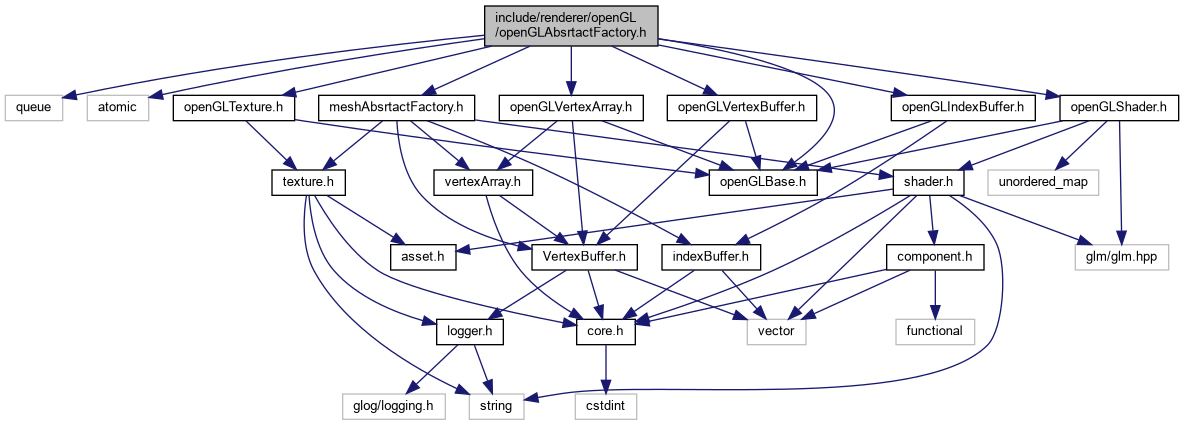 include/renderer/openGL
/openGLAbsrtactFactory.h
queue
atomic
openGLTexture.h
meshAbsrtactFactory.h
openGLVertexArray.h
openGLVertexBuffer.h
openGLIndexBuffer.h
openGLShader.h
texture.h
vertexArray.h
openGLBase.h
shader.h
unordered_map
asset.h
VertexBuffer.h
indexBuffer.h
component.h
glm/glm.hpp
logger.h
core.h
vector
functional
glog/logging.h
string
cstdint